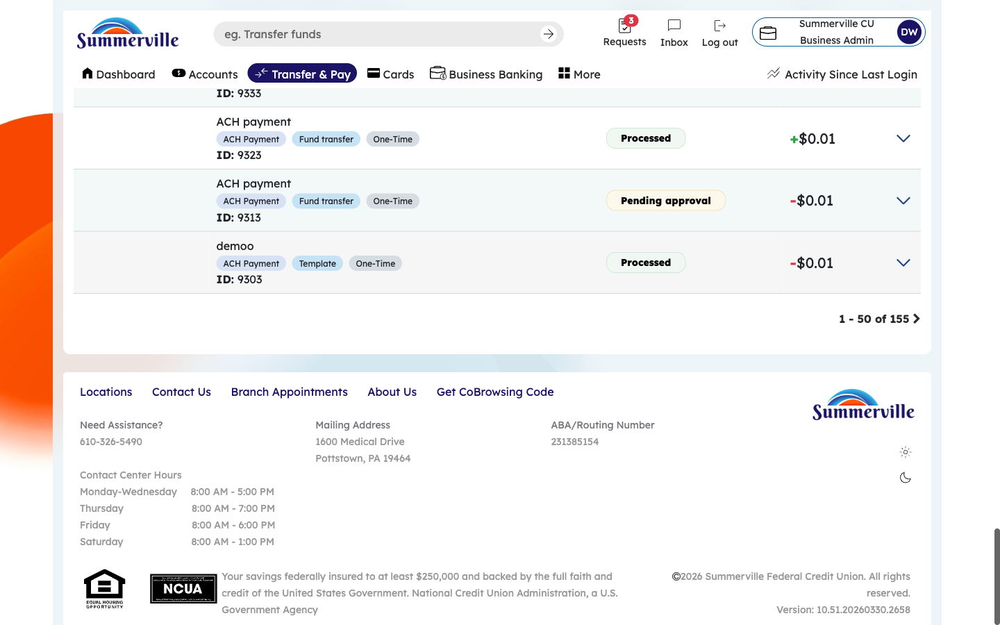 Summerville
eg. Transfer funds
3
Requests
Inbox
Log out
Summerville CU
Business Admin
DW
Dashboard
Accounts
Transfer & Pay
Cards
Business Banking
More
Activity Since Last Login
ID: 9333
ACH payment
ACH Payment Fund transfer One-Time
ID: 9323
Processed
+$0.01
ACH payment
ACH Payment Fund transfer One-Time
ID: 9313
Pending approval
-$0.01
demoo
ACH Payment Template One-Time
ID: 9303
Processed
-$0.01
1 - 50 of 155
Locations Contact Us Branch Appointments About Us Get CoBrowsing Code
Summerville
Need Assistance?
610-326-5490
Mailing Address
1600 Medical Drive
Pottstown, PA 19464
ABA/Routing Number
231385154
Contact Center Hours
Monday-Wednesday 8:00 AM - 5:00 PM
Thursday 8:00 AM - 7:00 PM
Friday 8:00 AM - 6:00 PM
Saturday 8:00 AM - 1:00 PM
EQUAL HOUSING
OPPORTUNITY
NCUA
Your savings federally insured to at least $250,000 and backed by the full faith and
credit of the United States Government. National Credit Union Administration, a U.S.
Government Agency
©2026 Summerville Federal Credit Union. All rights
reserved.
Version: 10.51.20260330.2658